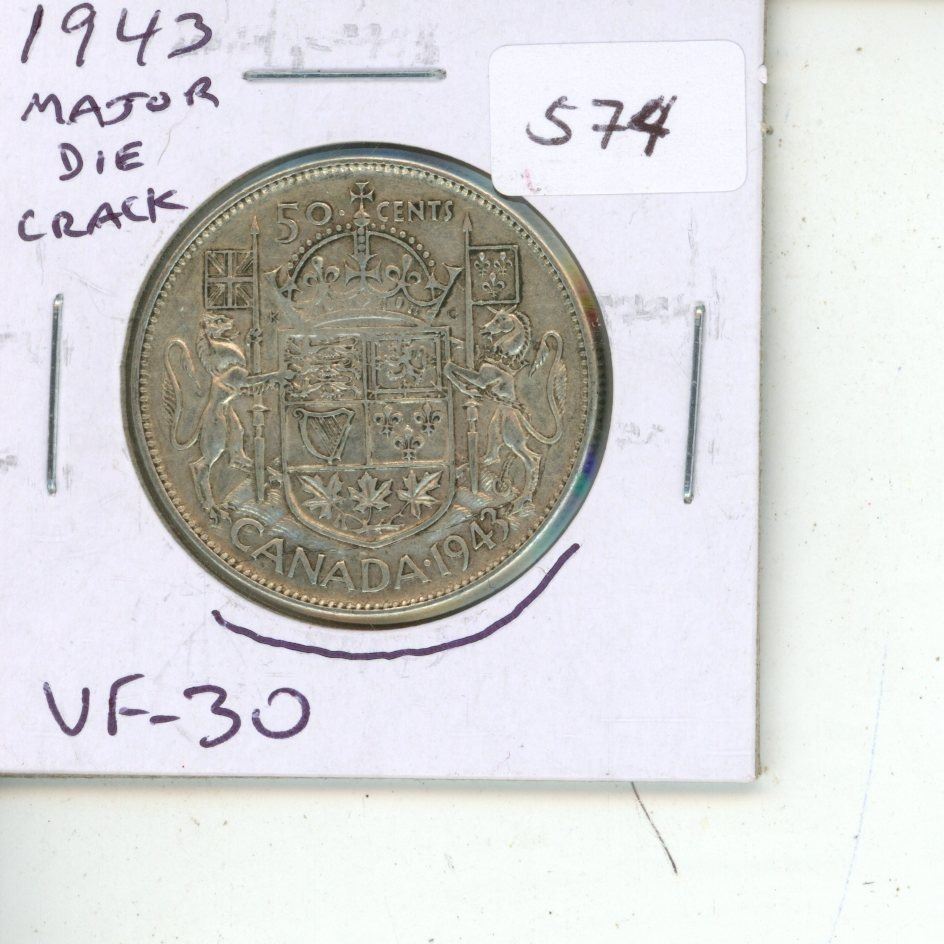 1943
MAJOR
DIE
CRACK
574
50 · CENTS
K G
CANADA · 1943
VF-30